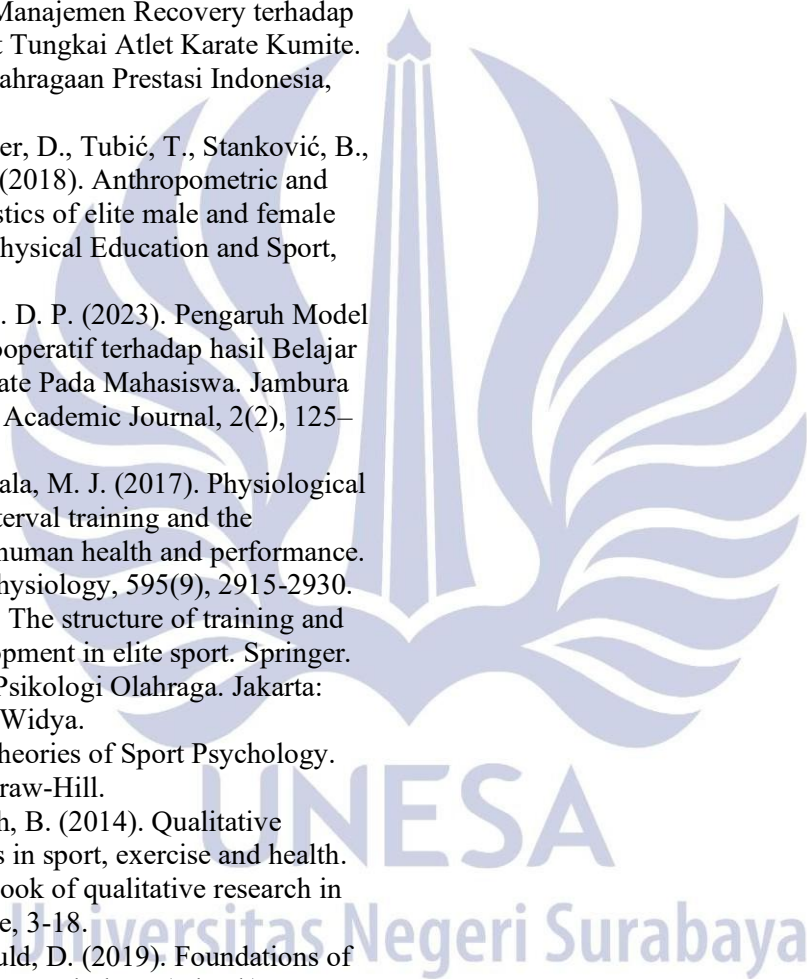 Manajemen Recovery terhadap
t Tungkai Atlet Karate Kumite.
ahragaan Prestasi Indonesia,
er, D., Tubić, T., Stanković, B.,
(2018). Anthropometric and
stics of elite male and female
hysical Education and Sport,
. D. P. (2023). Pengaruh Model
ooperatif terhadap hasil Belajar
ate Pada Mahasiswa. Jambura
Academic Journal, 2(2), 125–
ala, M. J. (2017). Physiological
terval training and the
human health and performance.
hysiology, 595(9), 2915-2930.
The structure of training and
opment in elite sport. Springer.
Psikologi Olahraga. Jakarta:
Widya.
heories of Sport Psychology.
raw-Hill.
h, B. (2014). Qualitative
s in sport, exercise and health.
ook of qualitative research in
e, 3-18.
uld, D. (2019). Foundations of
UNESA
Universitas Negeri Surabaya